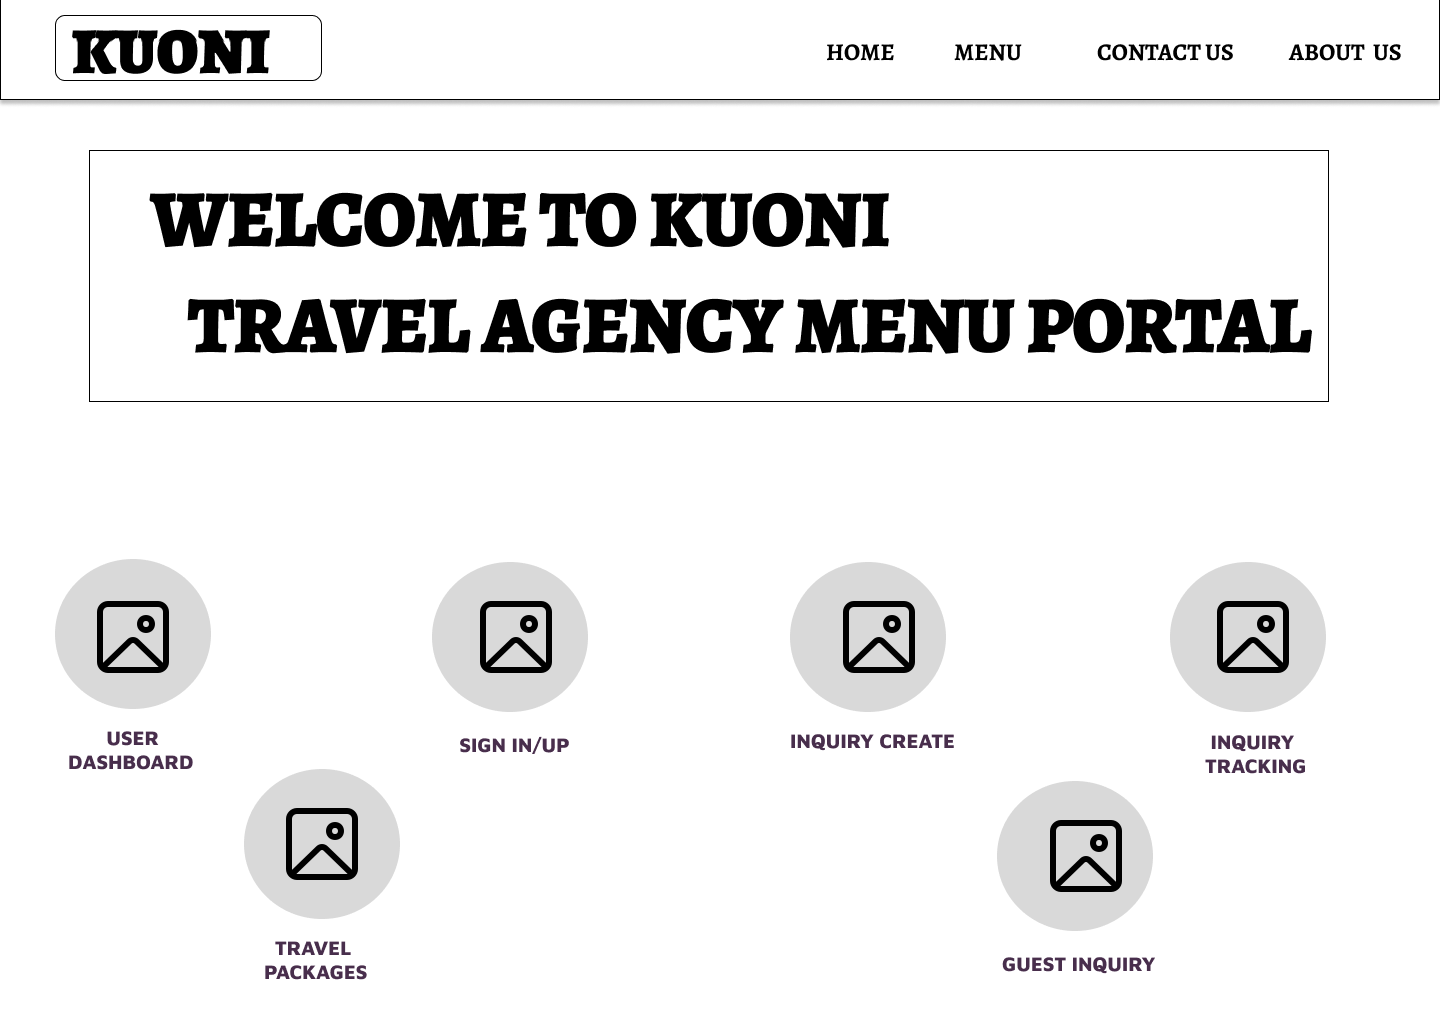 KUONI
HOME MENU CONTACT US ABOUT US
WELCOME TO KUONI
TRAVEL AGENCY MENU PORTAL
USER
DASHBOARD
SIGN IN/UP
INQUIRY CREATE
INQUIRY
TRACKING
TRAVEL
PACKAGES
GUEST INQUIRY